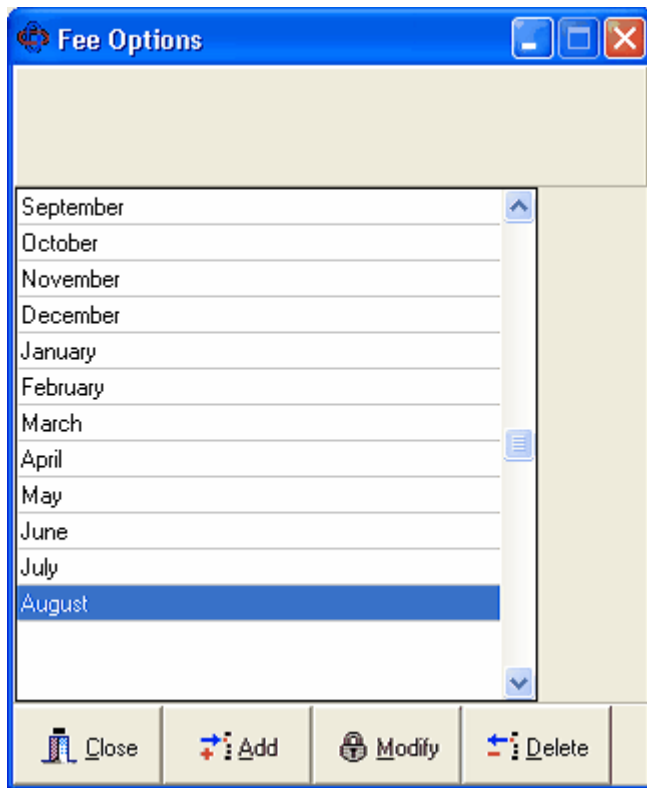 Fee Options
September
October
November
December
January
February
March
April
May
June
July
August
Close Add Modify Delete